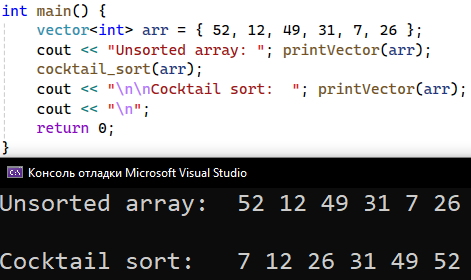 int main() {
    vector<int> arr = { 52, 12, 49, 31, 7, 26 };
    cout << "Unsorted array: "; printVector(arr);
    cocktail_sort(arr);
    cout << "\n\nCocktail sort:  "; printVector(arr);
    cout << "\n";
    return 0;
}
C:\ Консоль отладки Microsoft Visual Studio
Unsorted array:  52 12 49 31 7 26
Cocktail sort:   7 12 26 31 49 52